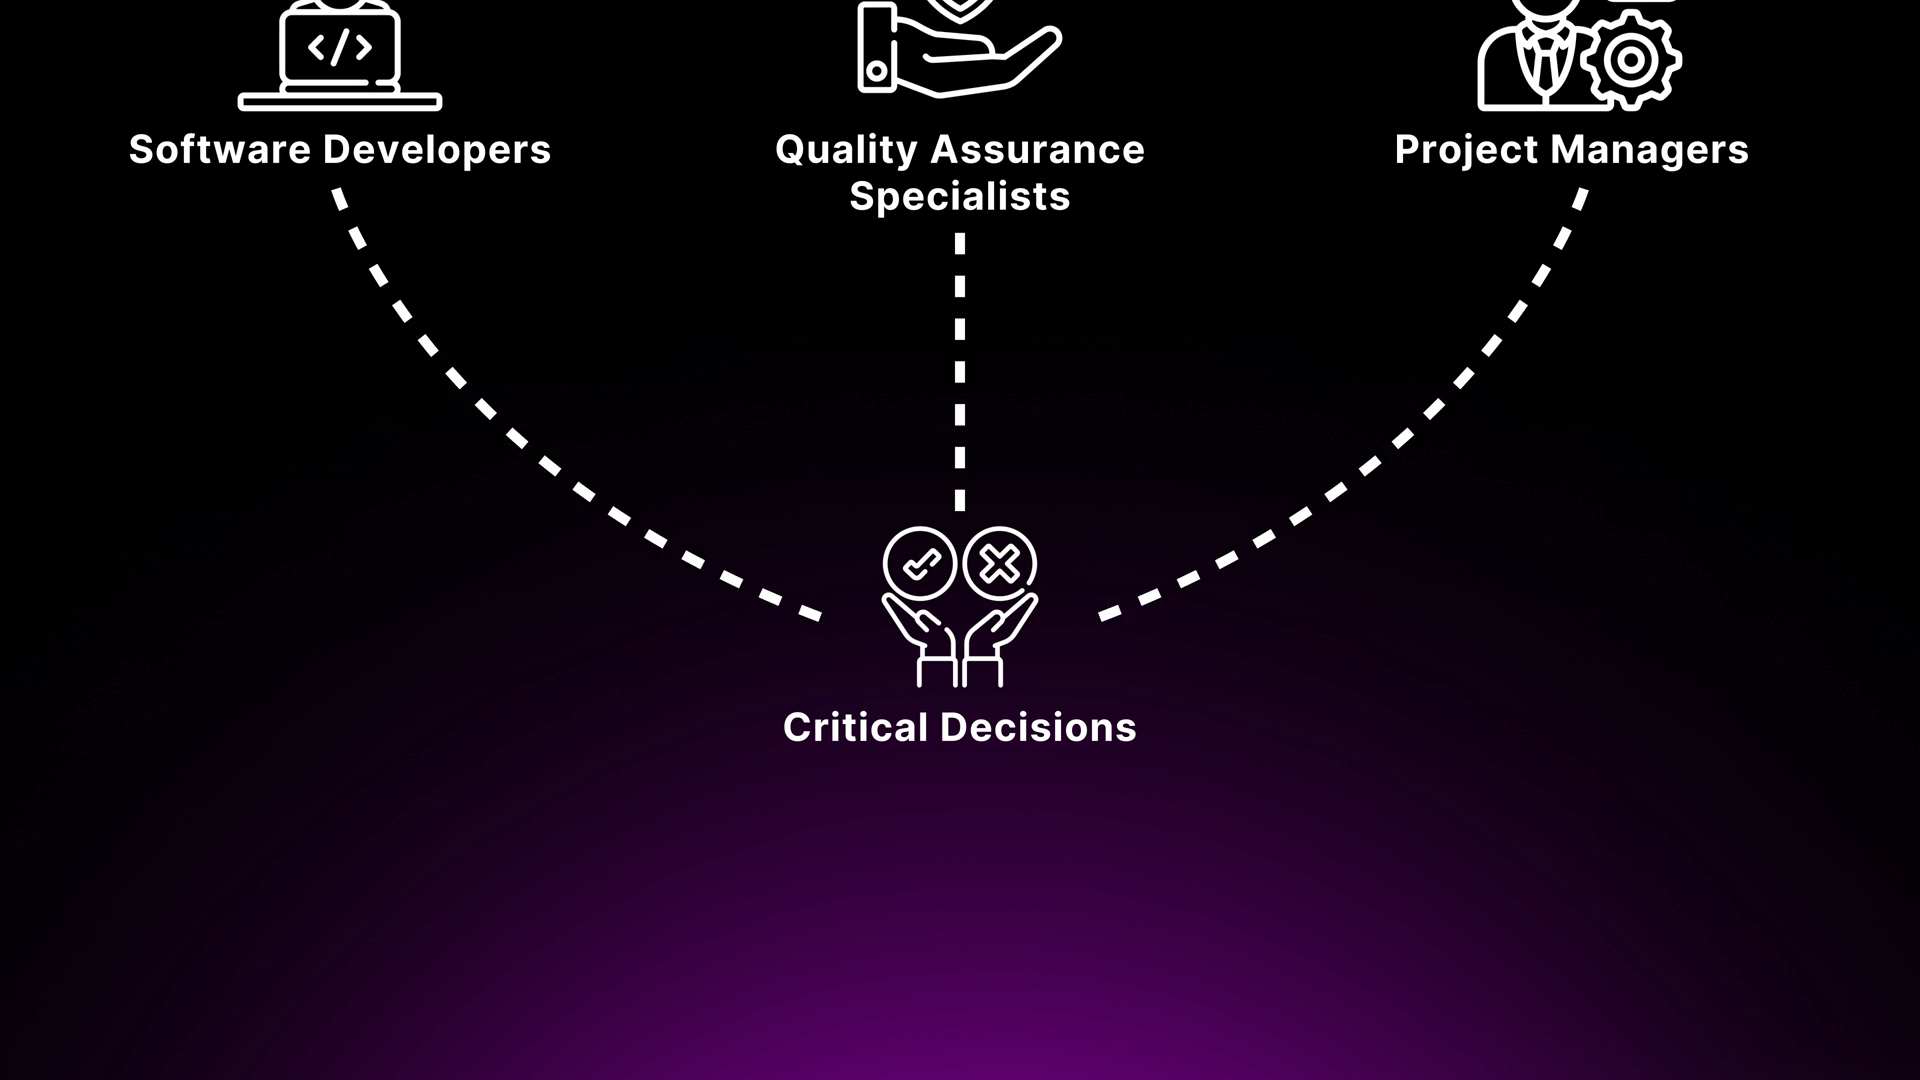 Software Developers
Quality Assurance
Specialists
Project Managers
Critical Decisions